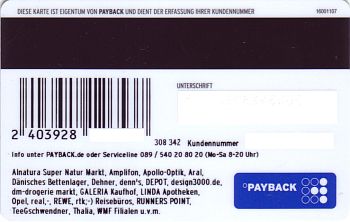 DIESE KARTE IST EIGENTUM VON PAYBACK UND DIENT DER ERFASSUNG IHRER KUNDENNUMMER
16001107
UNTERSCHRIFT
2 403928
308 342 Kundennummer
Info unter PAYBACK.de oder Serviceline 089 / 540 20 80 20 (Mo-Sa 8-20 Uhr)
Alnatura Super Natur Markt, Amplifon, Apollo-Optik, Aral,
Dänisches Bettenlager, Dehner, denn's, DEPOT, design3000.de,
dm-drogerie markt, GALERIA Kaufhof, LINDA Apotheken,
Opel, real,-, REWE, rtk;-) Reisebüros, RUNNERS POINT,
TeeGschwendner, Thalia, WMF Filialen u.v.m.
PAYBACK